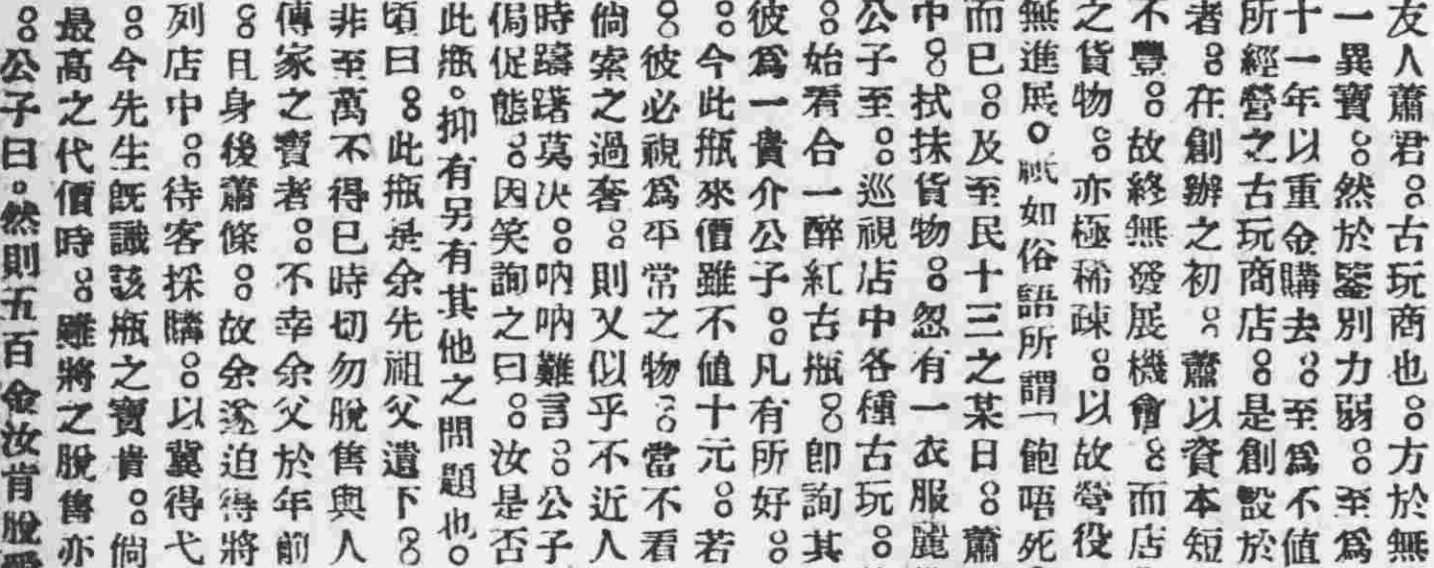 友人蕭君。古玩商也。方於無
一異寶。然於鑒別力弱。至爲
十一年以重金購去。至爲不值
所經營之古玩商店。是創設於
者。在創辦之初。蕭以資本短
不豐。故終無發展機會。而店
之貨物。亦極稀疎。以故營役
無進展。祇如俗語所謂「飽唔死
而已。及至民十三之某日。蕭
中。拭抹貨物。忽有一衣服麗
公子至。巡視店中各種古玩。
。始看合一醉紅古瓶。卽詢其
彼爲一貴介公子。凡有所好。
。今此瓶來價雖不值十元。若
。彼必視爲平常之物。當不看
倘索之過奢。則又似乎不近人
時躊躇莫决。吶吶難言。公子
侷促態。因笑詢之曰。汝是否
此瓶。抑有另有其他之問題也。
頃曰。此瓶是余先祖父遺下。
非至萬不得已時切勿脫售與人
傳家之寶者。不幸余父於年前
。且身後蕭條。故余遂迫得將
列店中。待客採購。以冀得弋
。今先生旣識該瓶之寶貴。倘
最高之代價時。雖將之脫售亦
。公子曰。然則五百金汝肯脫